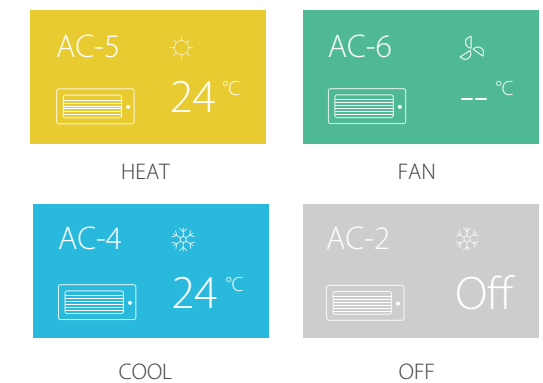 AC-5
24 °C
HEAT
AC-6
-- °C
FAN
AC-4
24 °C
COOL
AC-2
Off
OFF